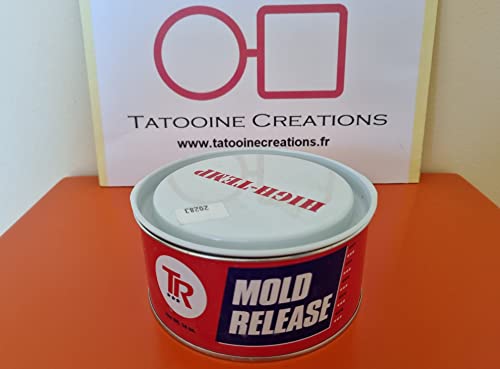 TATOOINE CREATIONS
www.tatooinecreations.fr
HIGH-TEMP
20283
TR
MOLD
RELEASE